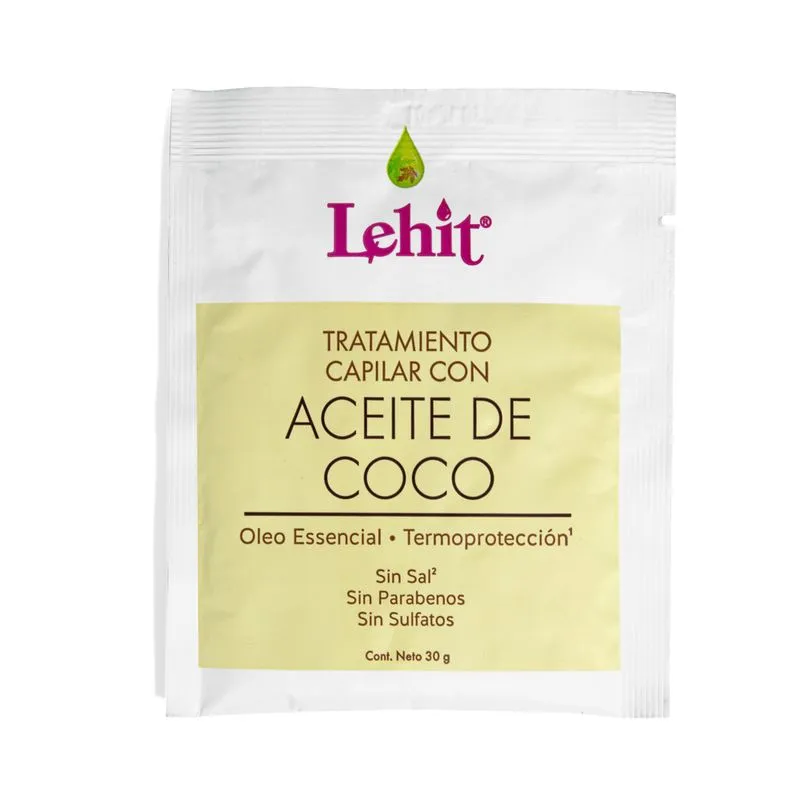 Lehit®
TRATAMIENTO
CAPILAR CON
ACEITE DE
COCO
Oleo Essencial • Termoprotección¹
Sin Sal²
Sin Parabenos
Sin Sulfatos
Cont. Neto 30 g